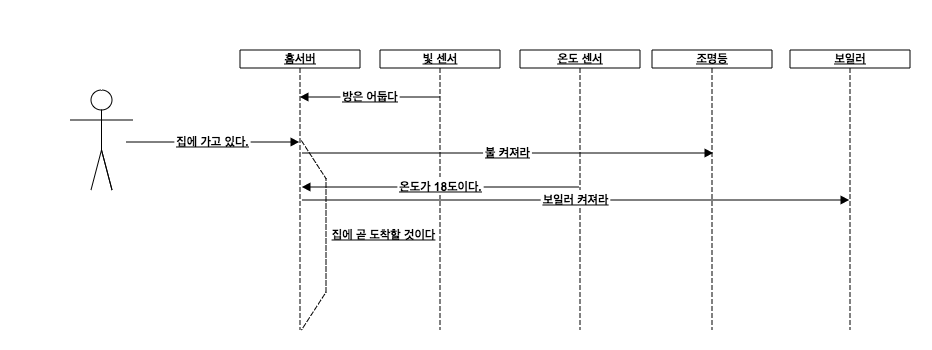 홈서버
빛 센서
온도 센서
조명등
보일러
방은 어둡다
집에 가고 있다.
불 켜져라
온도가 18도이다.
보일러 켜져라
집에 곧 도착할 것이다